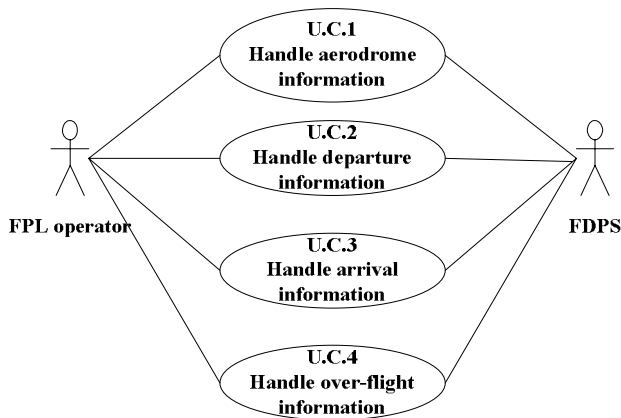 U.C.1
Handle aerodrome
information
U.C.2
Handle departure
information
FPL operator
FDPS
U.C.3
Handle arrival
information
U.C.4
Handle over-flight
information